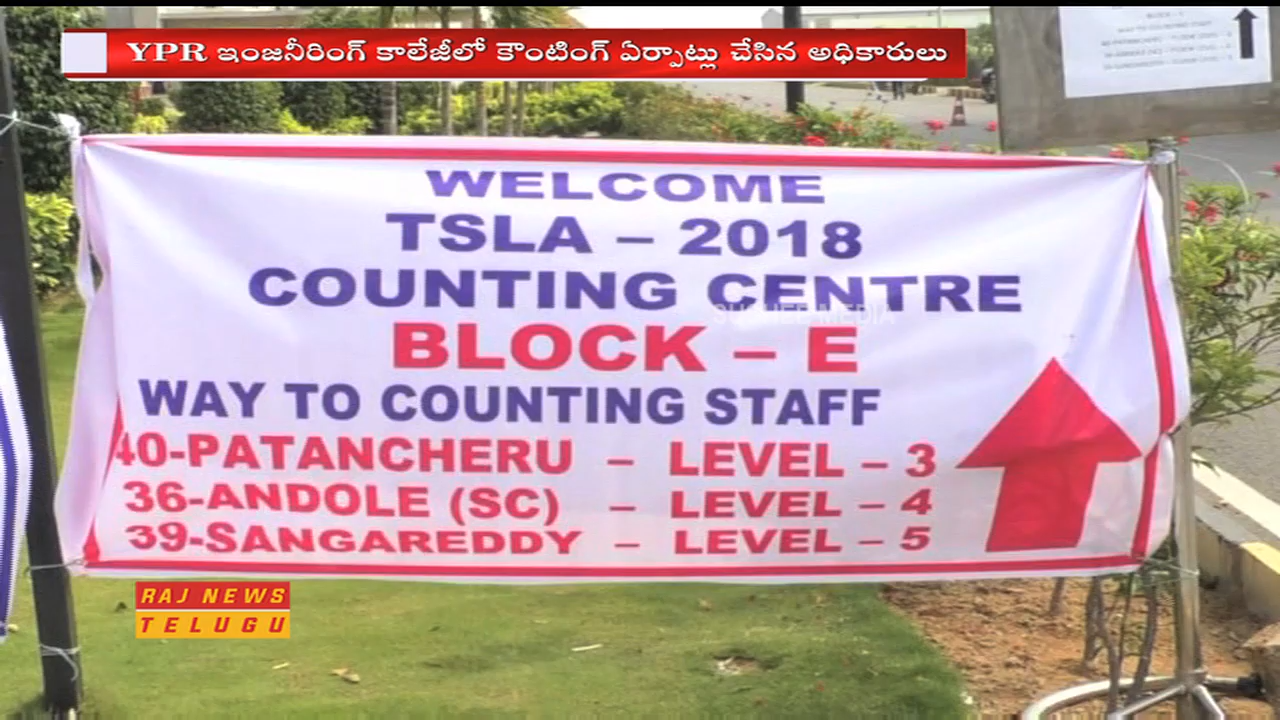 YPR ఇంజనీరింగ్ కాలేజీలో కౌంటింగ్ ఏర్పాట్లు చేసిన అధికారులు
WELCOME
TSLA – 2018
COUNTING CENTRE
BLOCK – E
WAY TO COUNTING STAFF
40-PATANCHERU – LEVEL – 3
36-ANDOLE (SC) – LEVEL – 4
39-SANGAREDDY – LEVEL – 5
RAJ NEWS
TELUGU